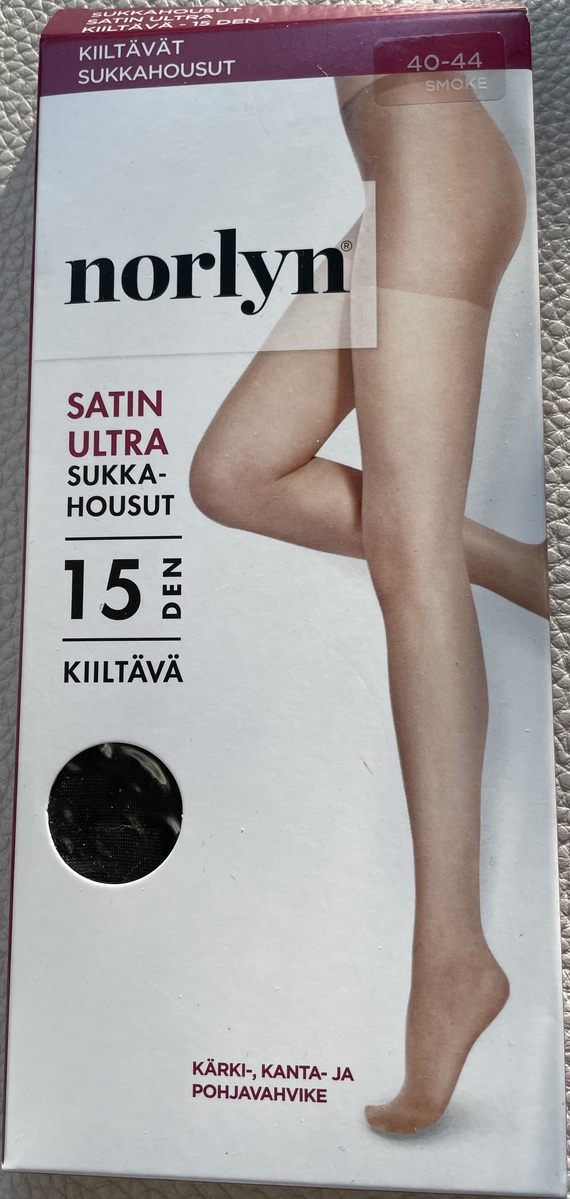 SUKKAHOUSUT
SATIN ULTRA
KIILTÄVÄ - 15 DEN
KIILTÄVÄT
SUKKAHOUSUT
40-44
SMOKE
norlyn®
SATIN
ULTRA
SUKKA-
HOUSUT
15 DEN
KIILTÄVÄ
KÄRKI-, KANTA- JA
POHJAVAHVIKE